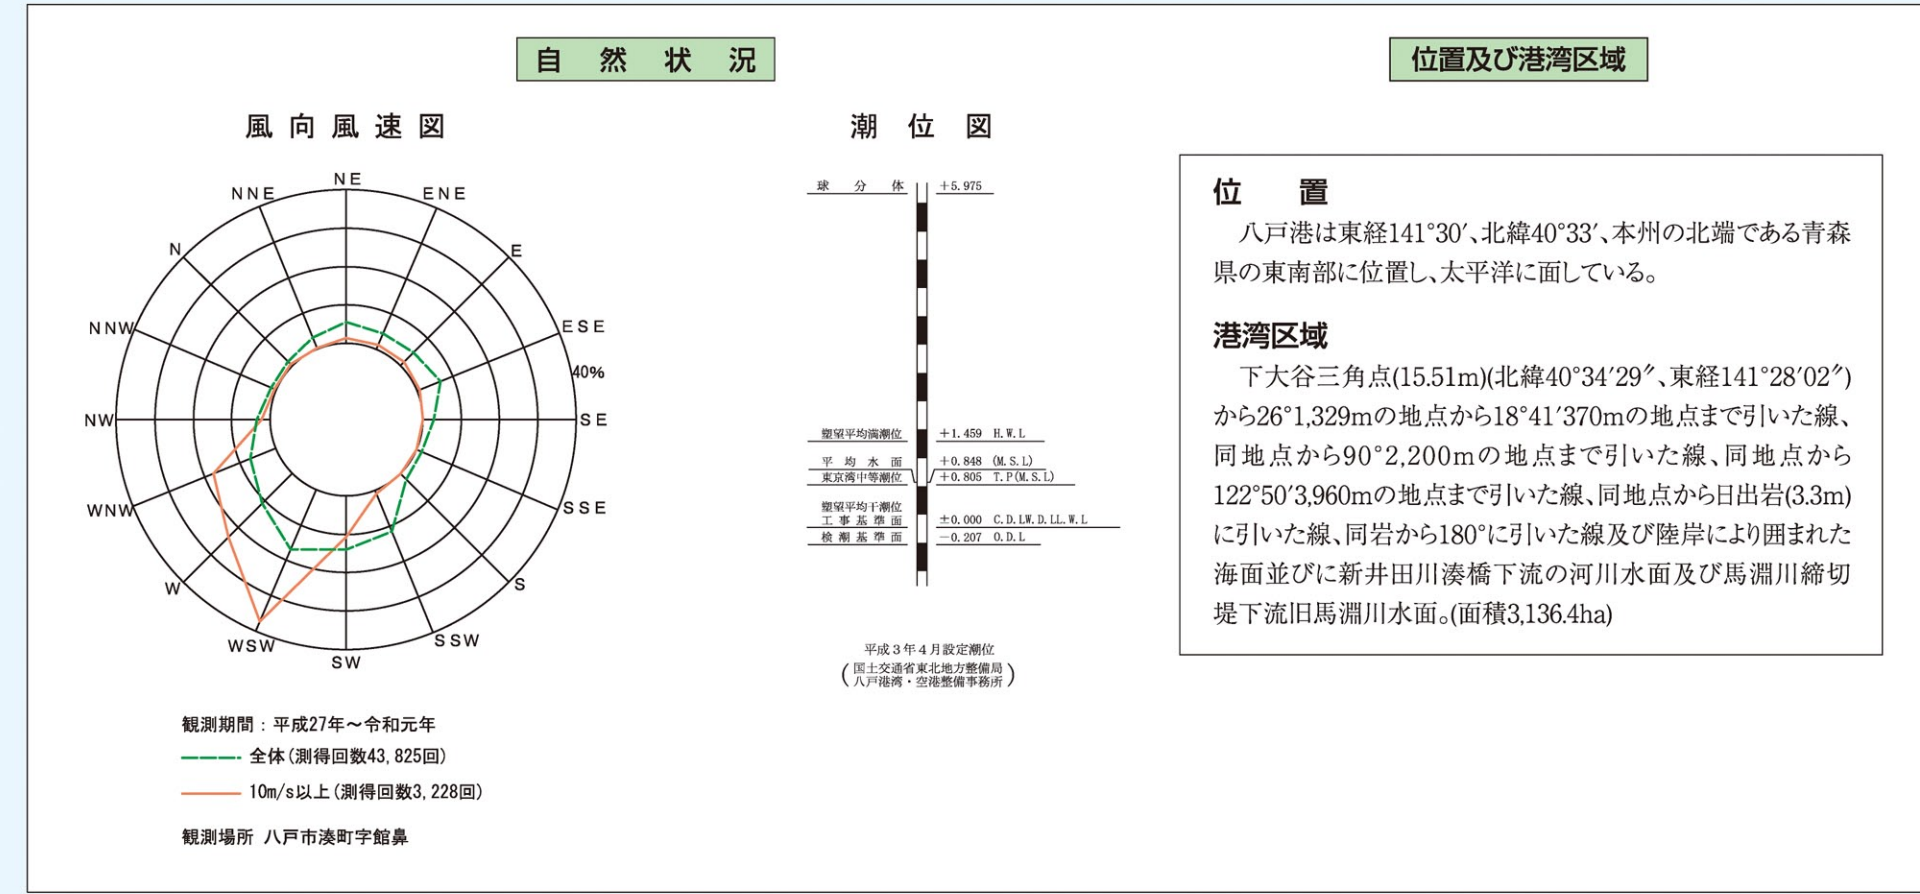 自然状況
位置及び港湾区域
風向風速図
NE
NNE
ENE
N
E
NNW
ESE
40%
NW
SE
WNW
SSE
W
S
WSW
SSW
SW
観測期間：平成27年～令和元年
全体(測得回数43,825回)
10m/s以上(測得回数3,228回)
観測場所 八戸市湊町字館鼻
潮位図
球分体 +5.975
塑望平均満潮位 +1.459 H.W.L
平均水面 +0.848 (M.S.L)
東京湾中等潮位 +0.805 T.P(M.S.L)
塑望平均干潮位
工事基準面 ±0.000 C.D.LW.D.LL.W.L
検潮基準面 －0.207 O.D.L
平成３年４月設定潮位
(国土交通省東北地方整備局
八戸港湾・空港整備事務所)
位置
八戸港は東経141°30′、北緯40°33′、本州の北端である青森
県の東南部に位置し、太平洋に面している。
港湾区域
下大谷三角点(15.51m)(北緯40°34′29″、東経141°28′02″)
から26°1,329mの地点から18°41′370mの地点まで引いた線、
同地点から90°2,200mの地点まで引いた線、同地点から
122°50′3,960mの地点まで引いた線、同地点から日出岩(3.3m)
に引いた線、同岩から180°に引いた線及び陸岸により囲まれた
海面並びに新井田川湊橋下流の河川水面及び馬淵川締切
堤下流旧馬淵川水面。(面積3,136.4ha)